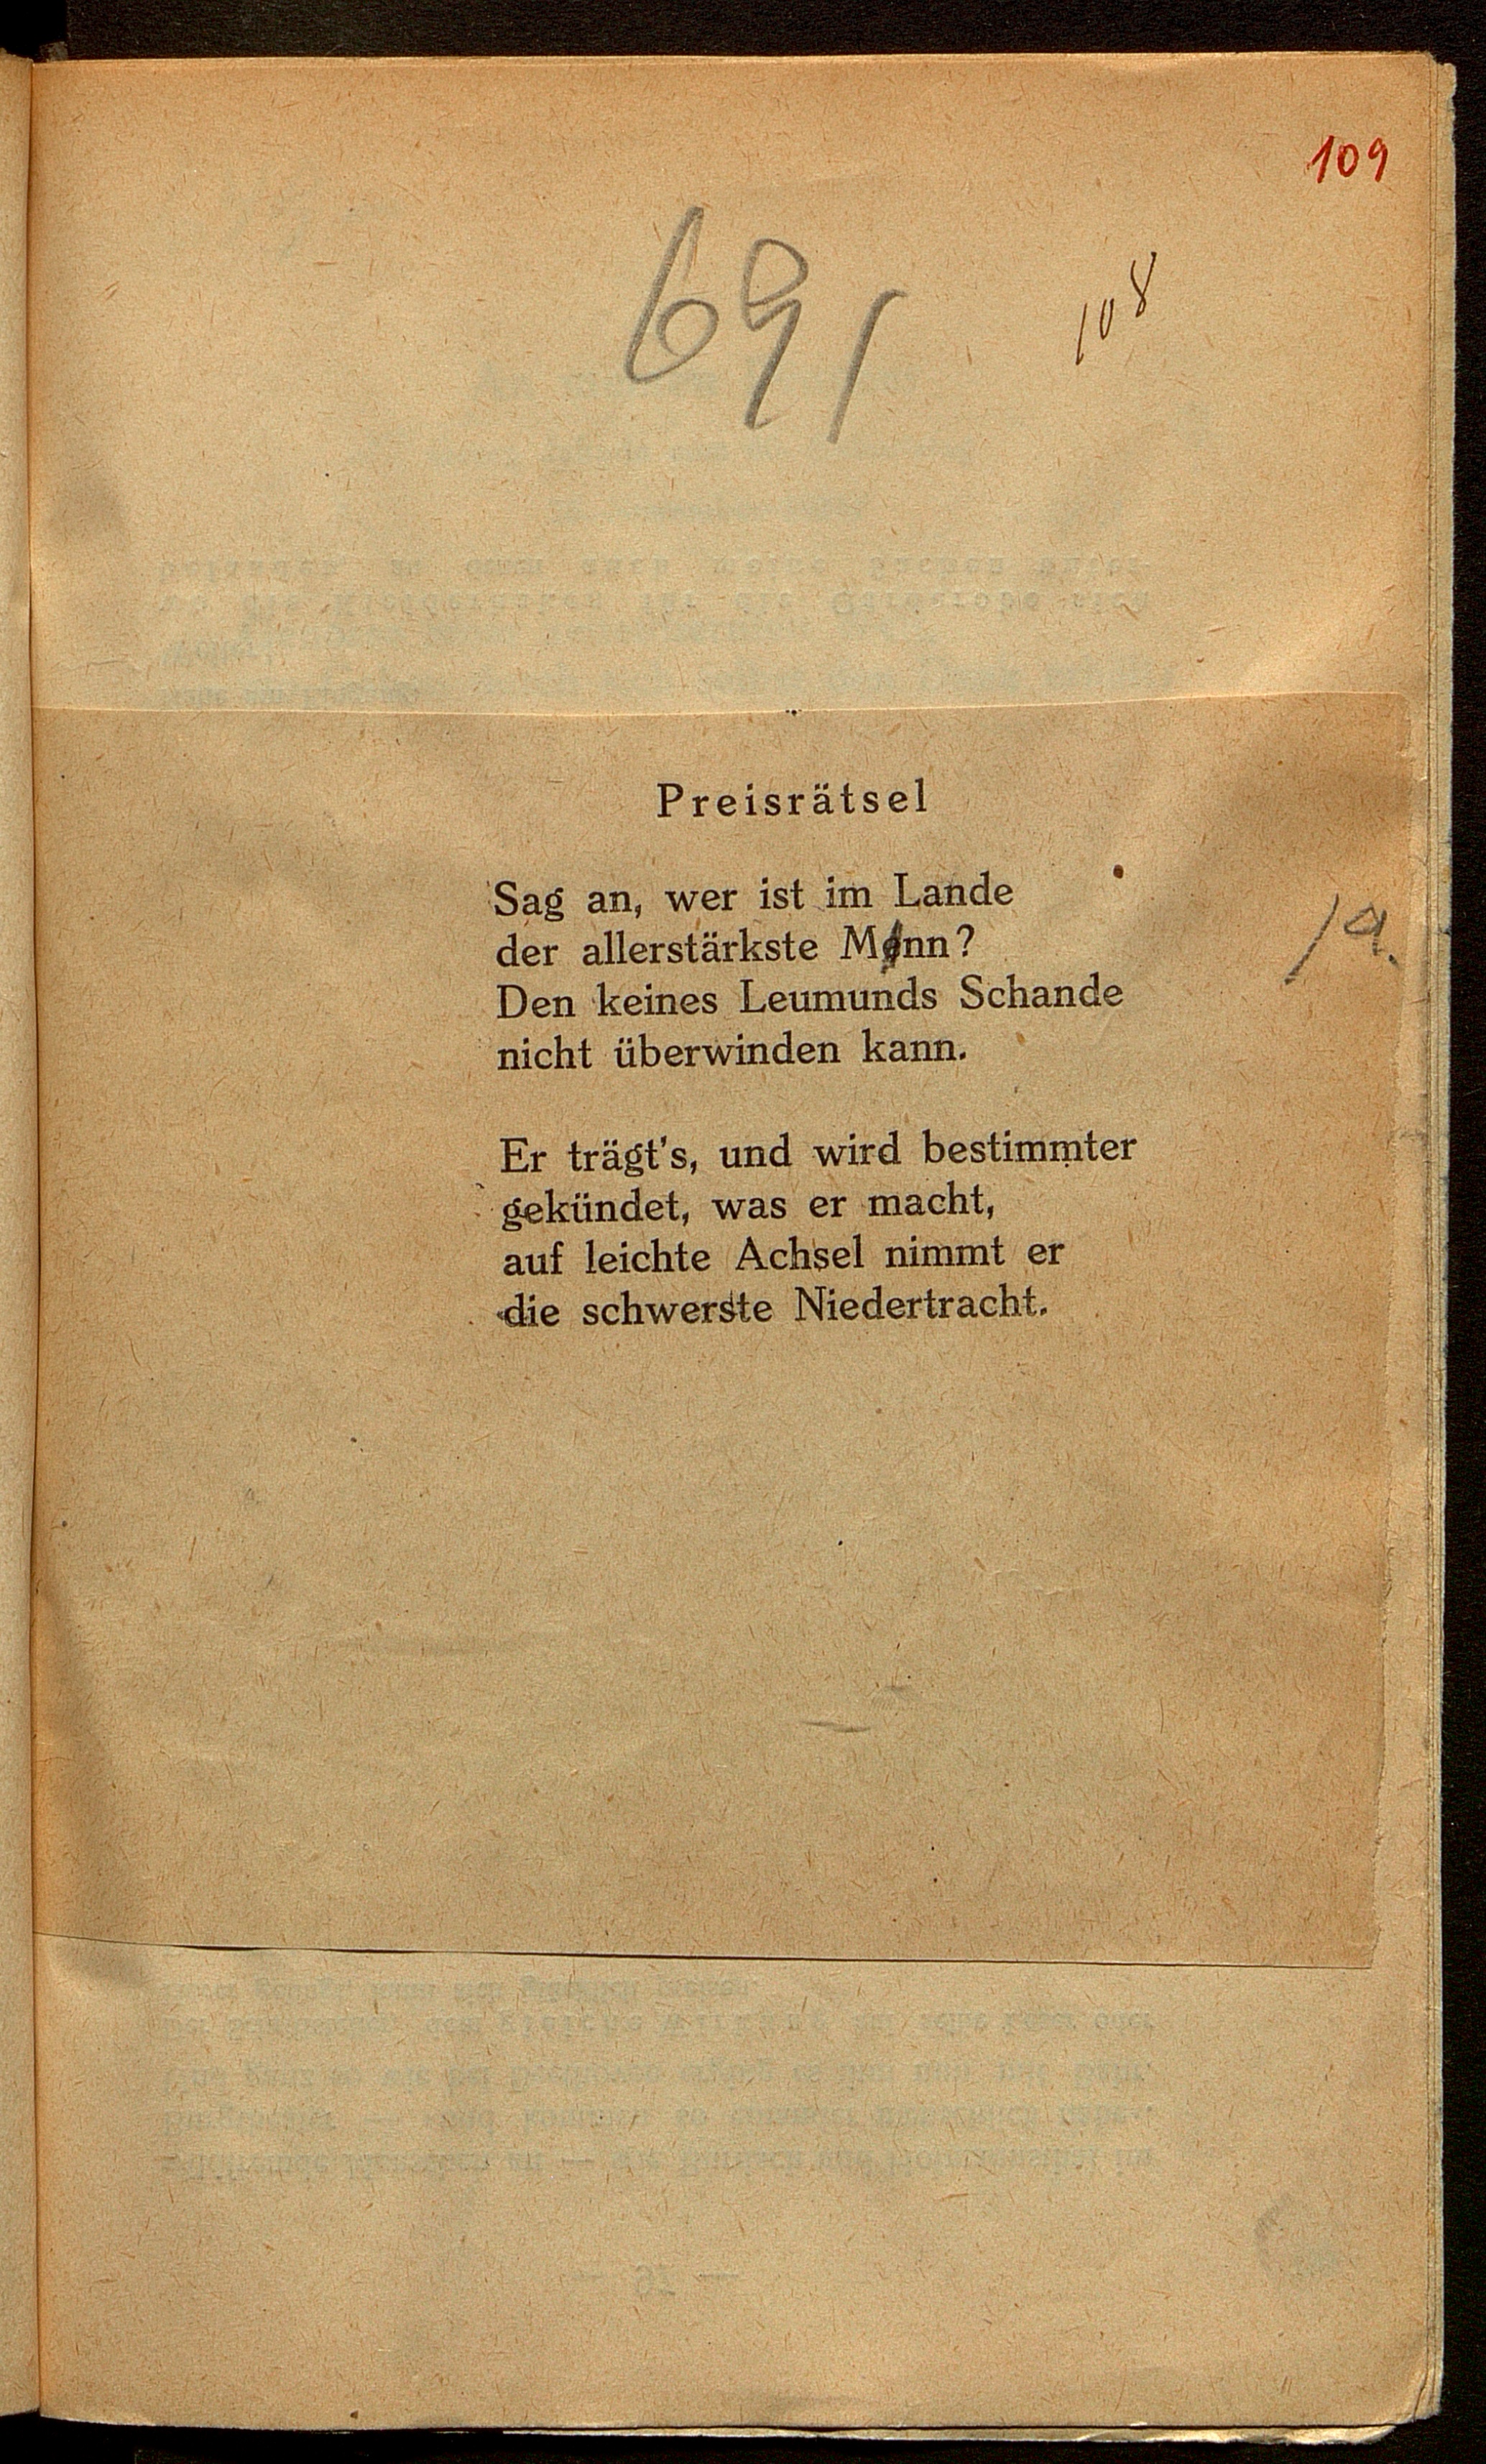 109
691
108
Preisrätsel
Sag an, wer ist im Lande
der allerstärkste Mann?
/a.
Den keines Leumunds Schande
nicht überwinden kann.
Er trägt's, und wird bestimmter
gekündet, was er macht,
auf leichte Achsel nimmt er
die schwerste Niedertracht.